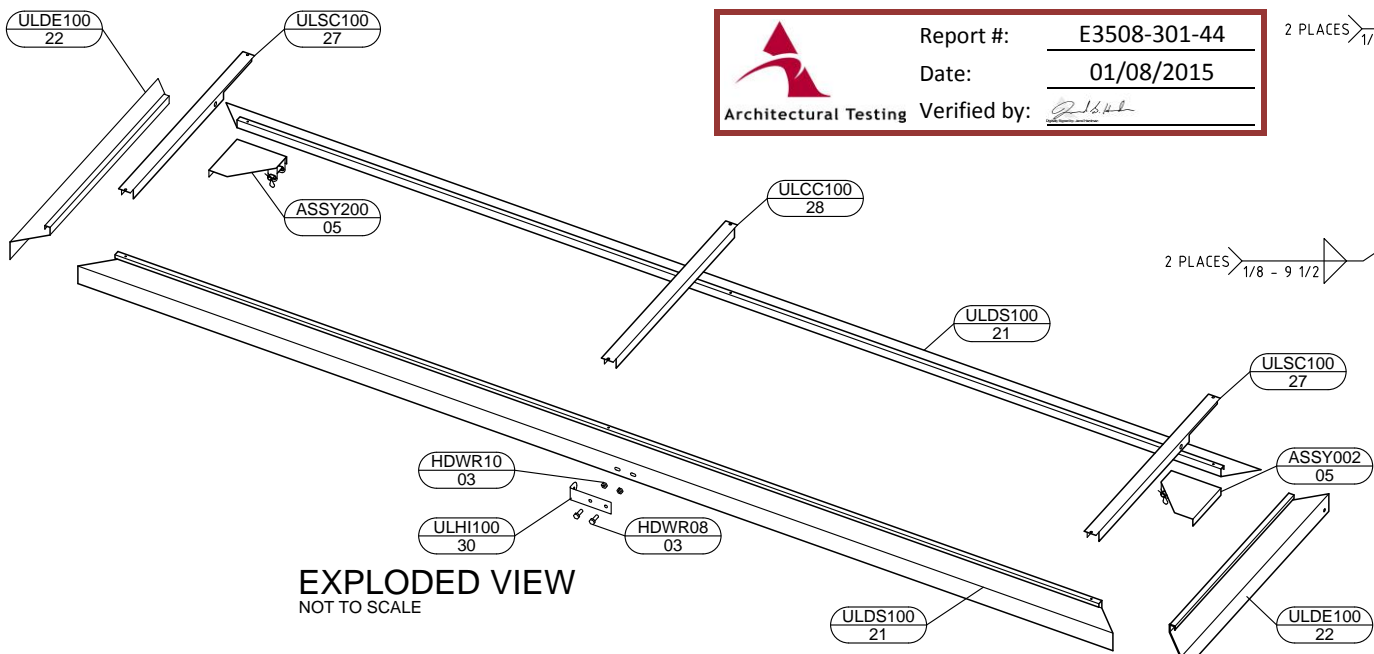 ULDE100
22
ULSC100
27
Architectural Testing
Report #: E3508-301-44
Date: 01/08/2015
Verified by:
2 PLACES
ASSY200
05
ULCC100
28
2 PLACES 1/8 - 9 1/2
ULDS100
21
ULSC100
27
HDWR10
03
ASSY002
05
ULHI100
30
HDWR08
03
EXPLODED VIEW
NOT TO SCALE
ULDS100
21
ULDE100
22